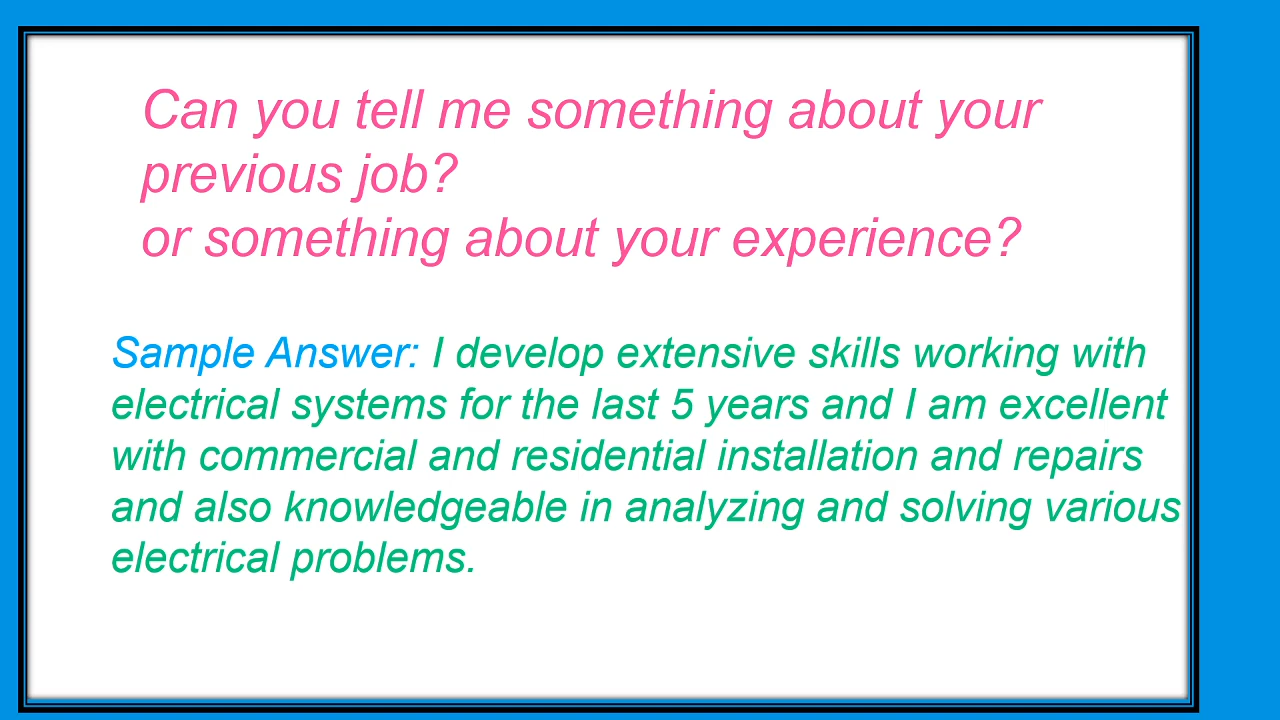 Can you tell me something about your
previous job?
or something about your experience?
Sample Answer: I develop extensive skills working with
electrical systems for the last 5 years and I am excellent
with commercial and residential installation and repairs
and also knowledgeable in analyzing and solving various
electrical problems.